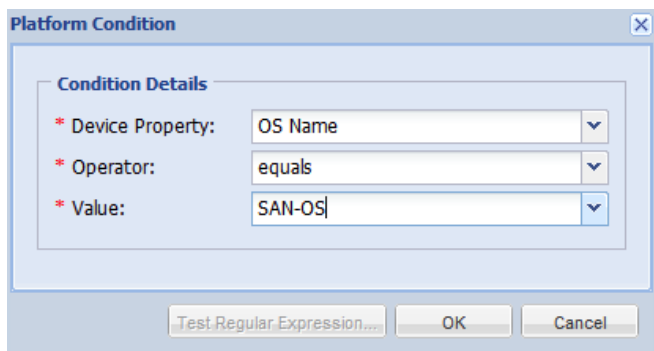 Platform Condition
Condition Details
* Device Property: OS Name
* Operator: equals
* Value: SAN-OS
Test Regular Expression... OK Cancel